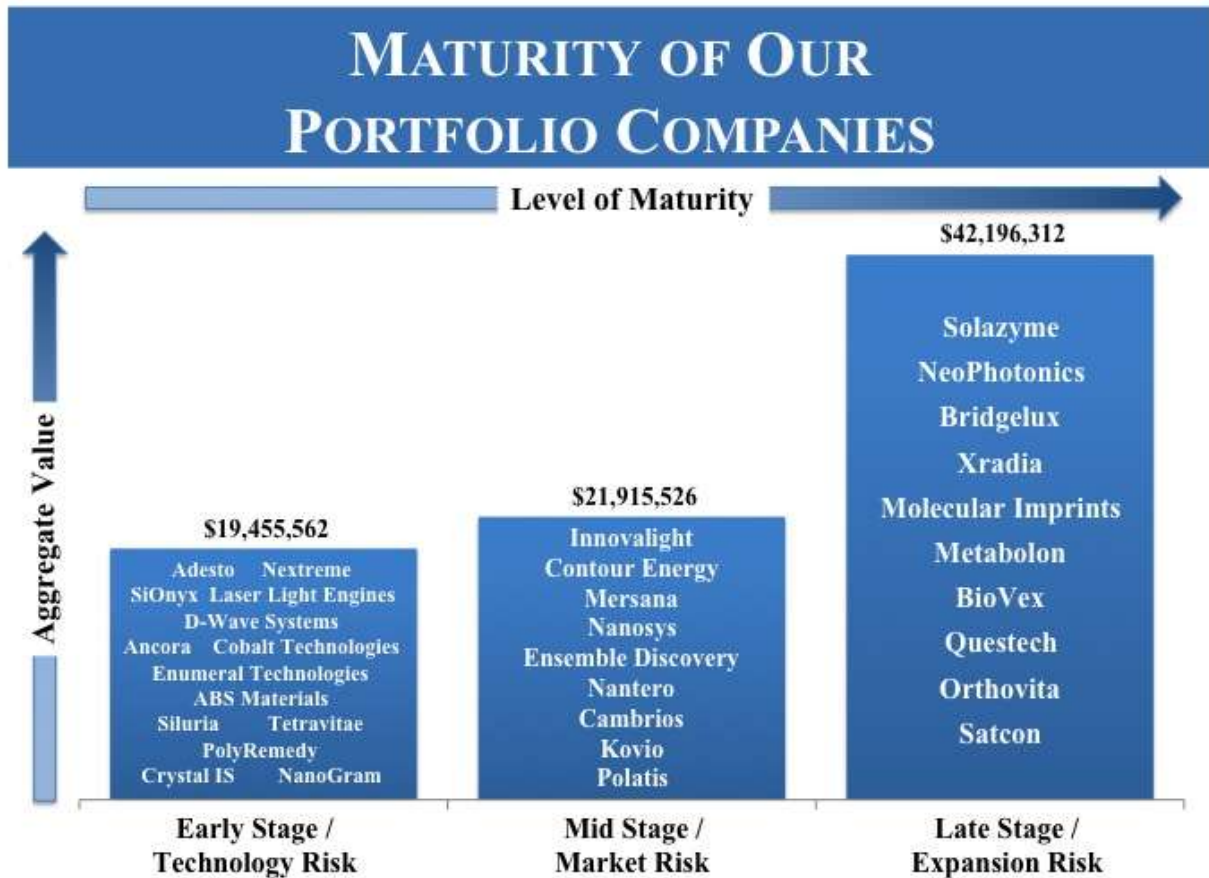 MATURITY OF OUR
PORTFOLIO COMPANIES
Level of Maturity
Aggregate Value
$19,455,562
Adesto Nextreme
SiOnyx Laser Light Engines
D-Wave Systems
Ancora Cobalt Technologies
Enumeral Technologies
ABS Materials
Siluria Tetravitae
PolyRemedy
Crystal IS NanoGram
Early Stage /
Technology Risk
$21,915,526
Innovalight
Contour Energy
Mersana
Nanosys
Ensemble Discovery
Nantero
Cambrios
Kovio
Polatis
Mid Stage /
Market Risk
$42,196,312
Solazyme
NeoPhotonics
Bridgelux
Xradia
Molecular Imprints
Metabolon
BioVex
Questech
Orthovita
Satcon
Late Stage /
Expansion Risk